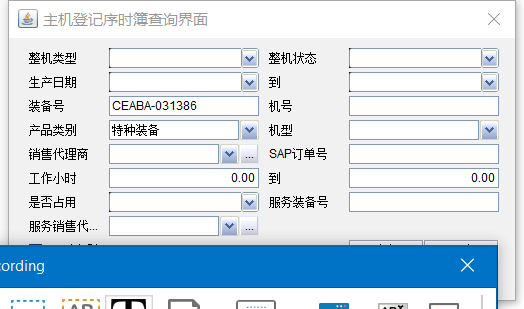 主机登记序时簿查询界面
整机类型 整机状态
生产日期 到
装备号 CEABA-031386 机号
产品类别 特种装备 机型
销售代理商 ... SAP订单号
工作小时 0.00 到 0.00
是否占用 服务装备号
服务销售代... ...
cording
AB
T
AB